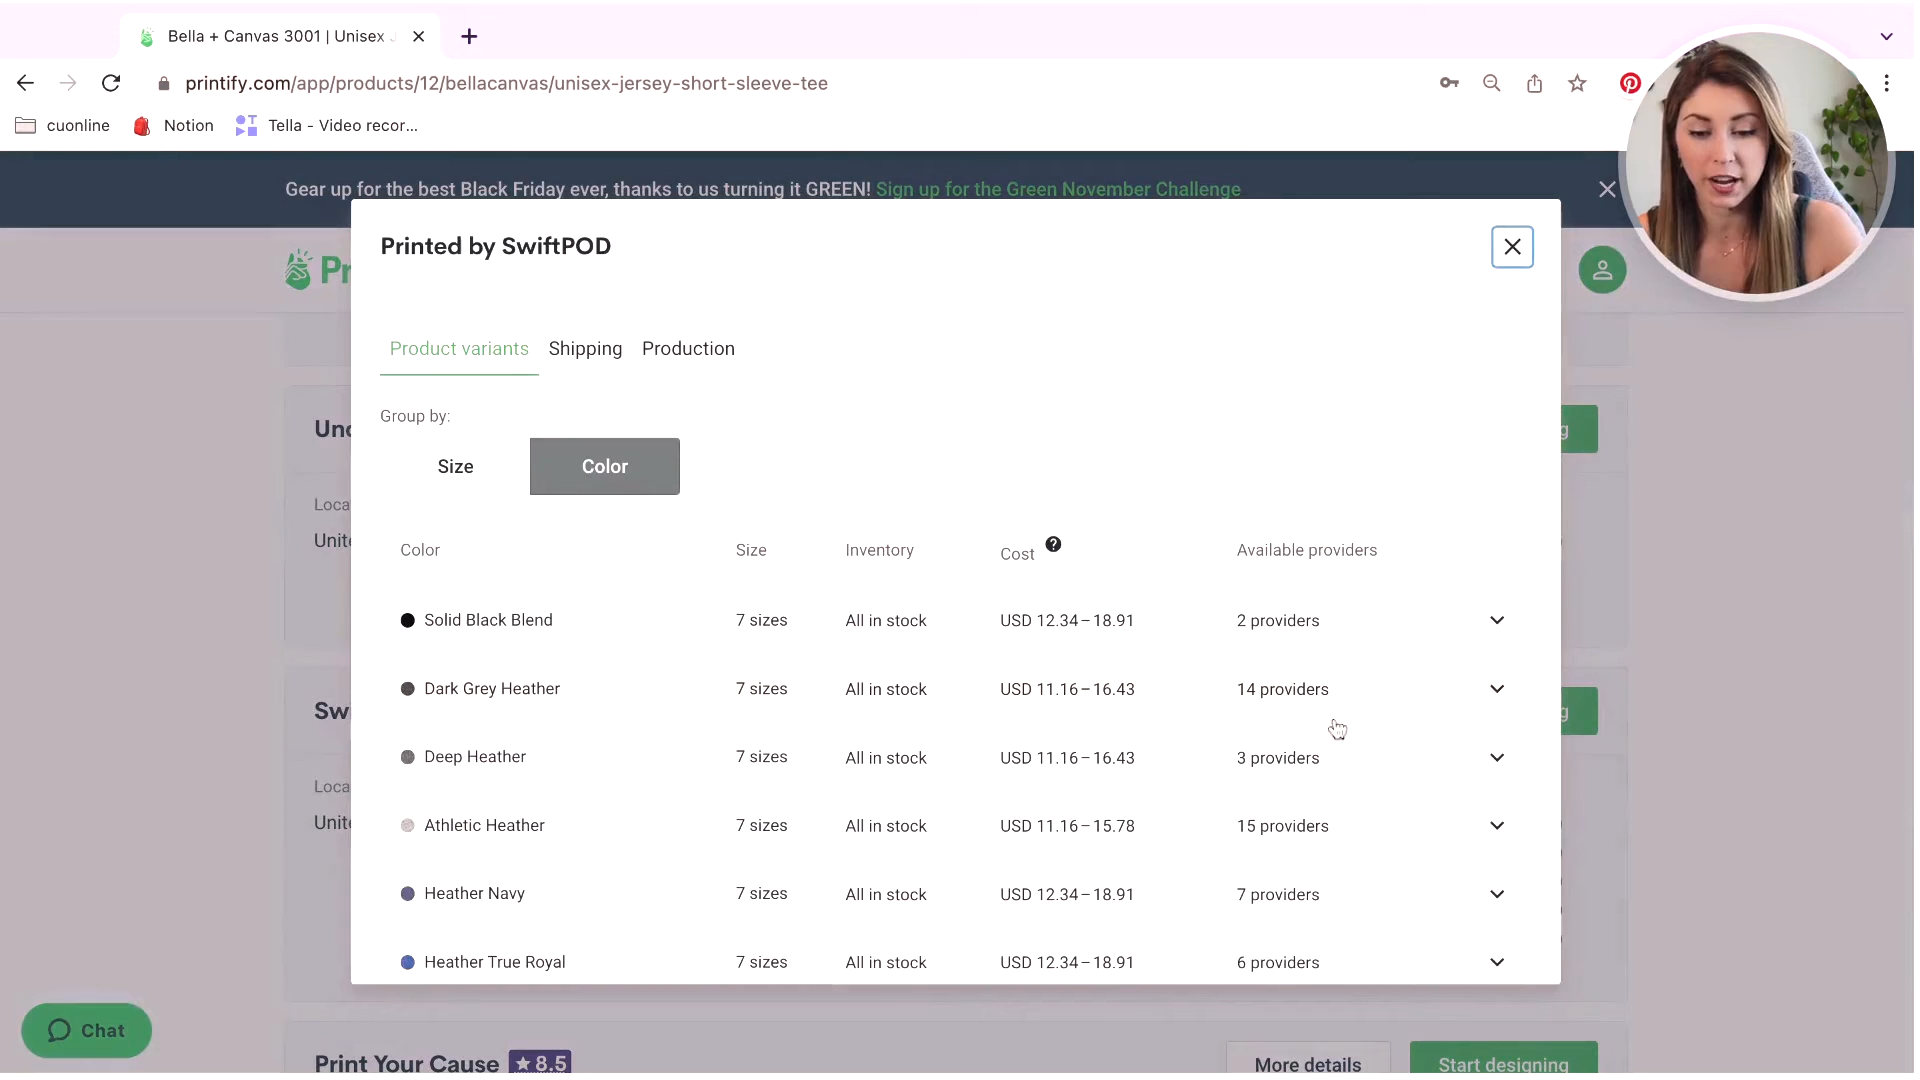 Bella + Canvas 3001 | Unisex
printify.com/app/products/12/bellacanvas/unisex-jersey-short-sleeve-tee
cuonline
Notion
Tella - Video recor...
Gear up for the best Black Friday ever, thanks to us turning it GREEN! Sign up for the Green November Challenge
Printed by SwiftPOD
Product variants Shipping Production
Group by:
Size Color
Color Size Inventory Cost ? Available providers
Solid Black Blend 7 sizes All in stock USD 12.34–18.91 2 providers
Dark Grey Heather 7 sizes All in stock USD 11.16–16.43 14 providers
Deep Heather 7 sizes All in stock USD 11.16–16.43 3 providers
Athletic Heather 7 sizes All in stock USD 11.16–15.78 15 providers
Heather Navy 7 sizes All in stock USD 12.34–18.91 7 providers
Heather True Royal 7 sizes All in stock USD 12.34–18.91 6 providers
Chat
Print Your Cause ★ 8.5 More details Start designing